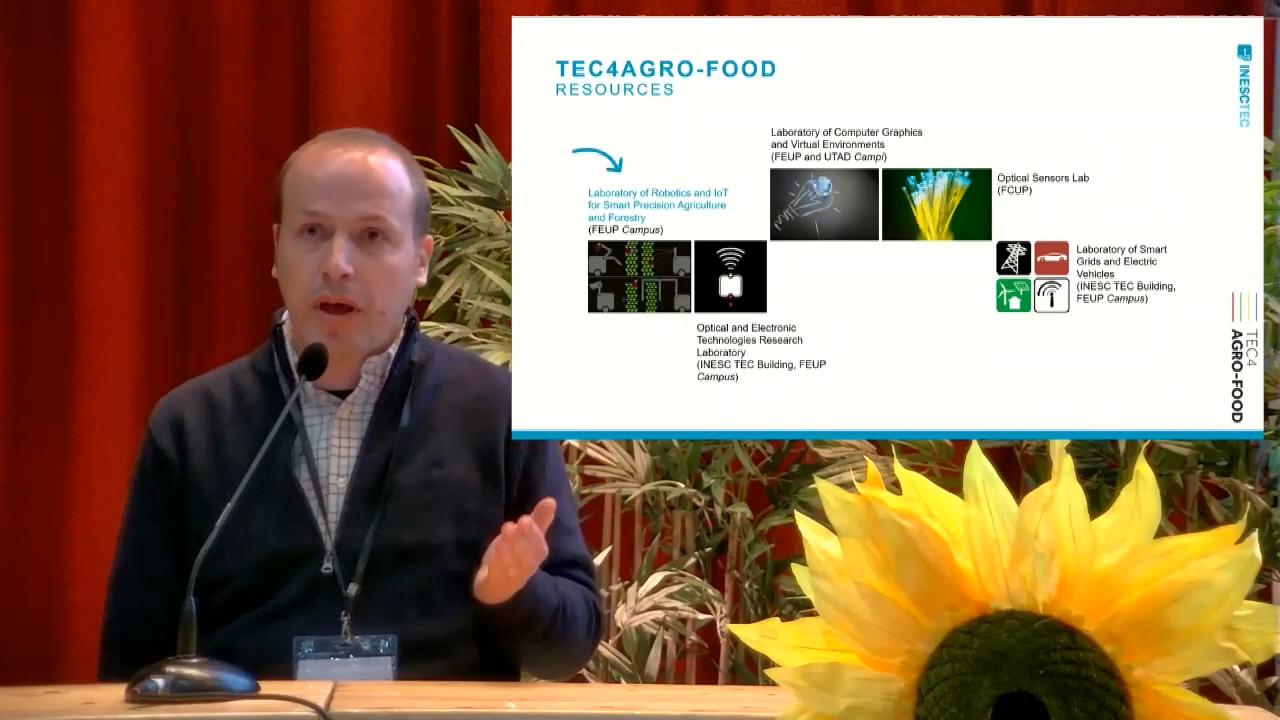 TEC4AGRO-FOOD
RESOURCES
INESCTEC
Laboratory of Computer Graphics
and Virtual Environments
(FEUP and UTAD Campi)
Optical Sensors Lab
(FCUP)
Laboratory of Robotics and IoT
for Smart Precision Agriculture
and Forestry
(FEUP Campus)
Laboratory of Smart
Grids and Electric
Vehicles
(INESC TEC Building,
FEUP Campus)
Optical and Electronic
Technologies Research
Laboratory
(INESC TEC Building, FEUP
Campus)
TEC4
AGRO-FOOD